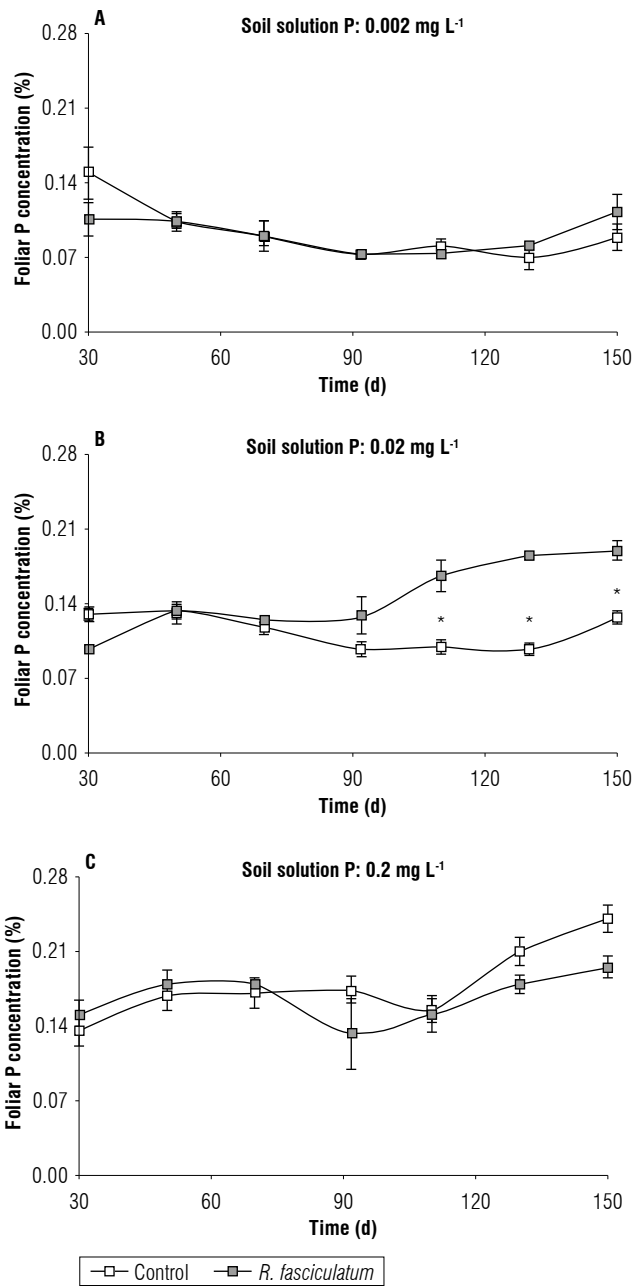 A
Soil solution P: 0.002 mg L-1
Foliar P concentration (%)
0.28
0.21
0.14
0.07
0.00
30 60 90 120 150
Time (d)
B
Soil solution P: 0.02 mg L-1
Foliar P concentration (%)
0.28
0.21
0.14
0.07
0.00
* * *
30 60 90 120 150
Time (d)
C
Soil solution P: 0.2 mg L-1
Foliar P concentration (%)
0.28
0.21
0.14
0.07
0.00
30 60 90 120 150
Time (d)
Control R. fasciculatum